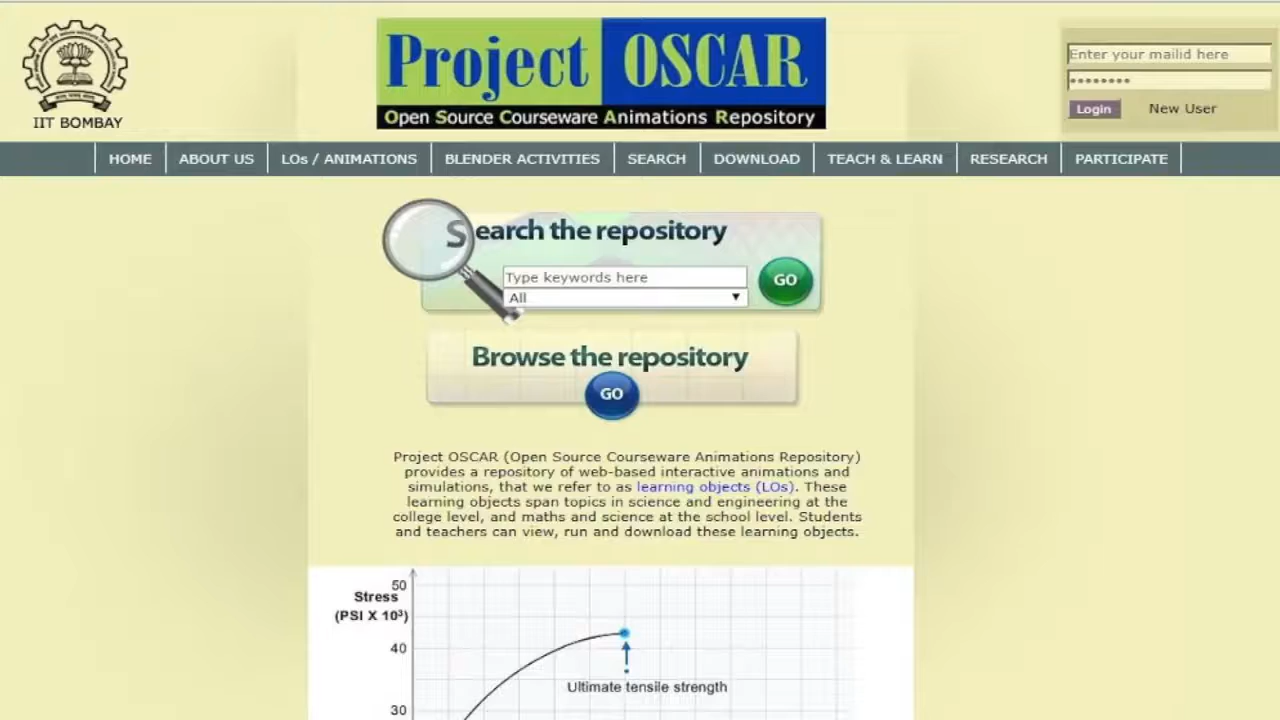 Project OSCAR
Open Source Courseware Animations Repository
IIT BOMBAY
Enter your mailid here
••••••••
Login New User
HOME ABOUT US LOs / ANIMATIONS BLENDER ACTIVITIES SEARCH DOWNLOAD TEACH & LEARN RESEARCH PARTICIPATE
Search the repository
Type keywords here
All
GO
Browse the repository
GO
Project OSCAR (Open Source Courseware Animations Repository)
provides a repository of web-based interactive animations and
simulations, that we refer to as learning objects (LOs). These
learning objects span topics in science and engineering at the
college level, and maths and science at the school level. Students
and teachers can view, run and download these learning objects.
50
Stress
(PSI X 10³)
40
Ultimate tensile strength
30